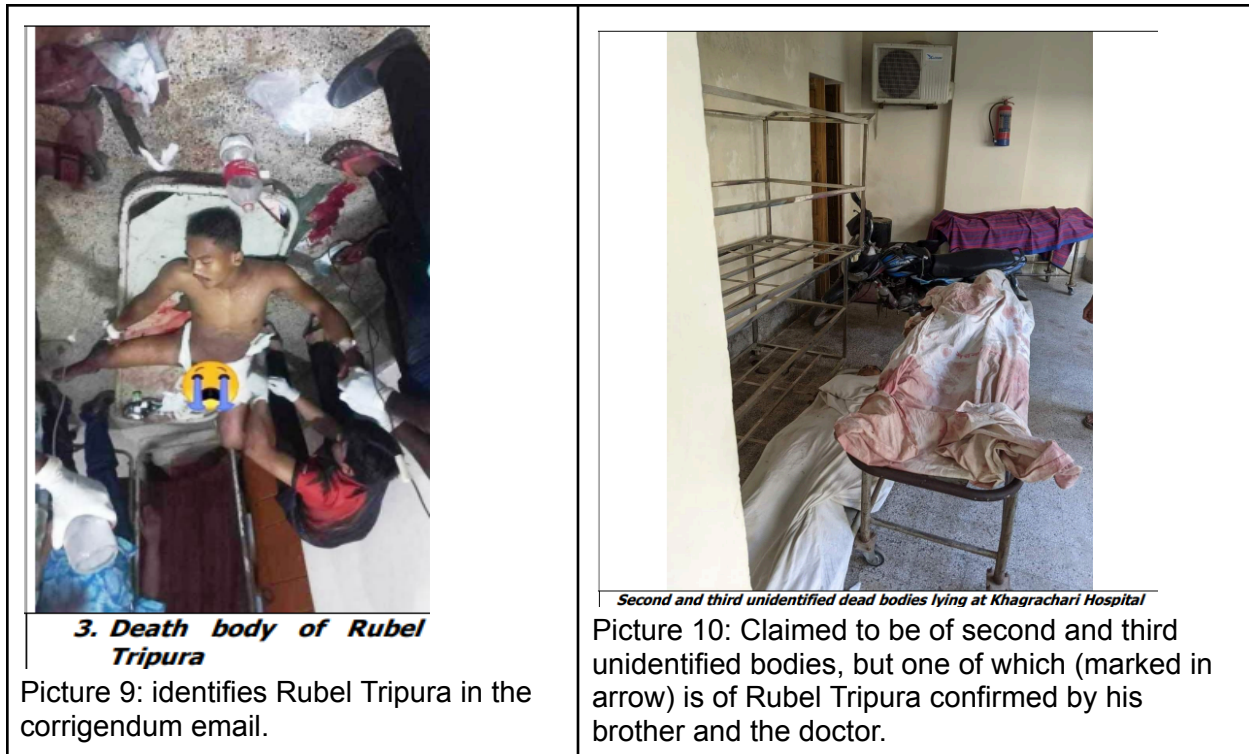 3. Death body of Rubel
Tripura
Picture 9: identifies Rubel Tripura in the
corrigendum email.
Second and third unidentified dead bodies lying at Khagrachari Hospital
Picture 10: Claimed to be of second and third
unidentified bodies, but one of which (marked in
arrow) is of Rubel Tripura confirmed by his
brother and the doctor.